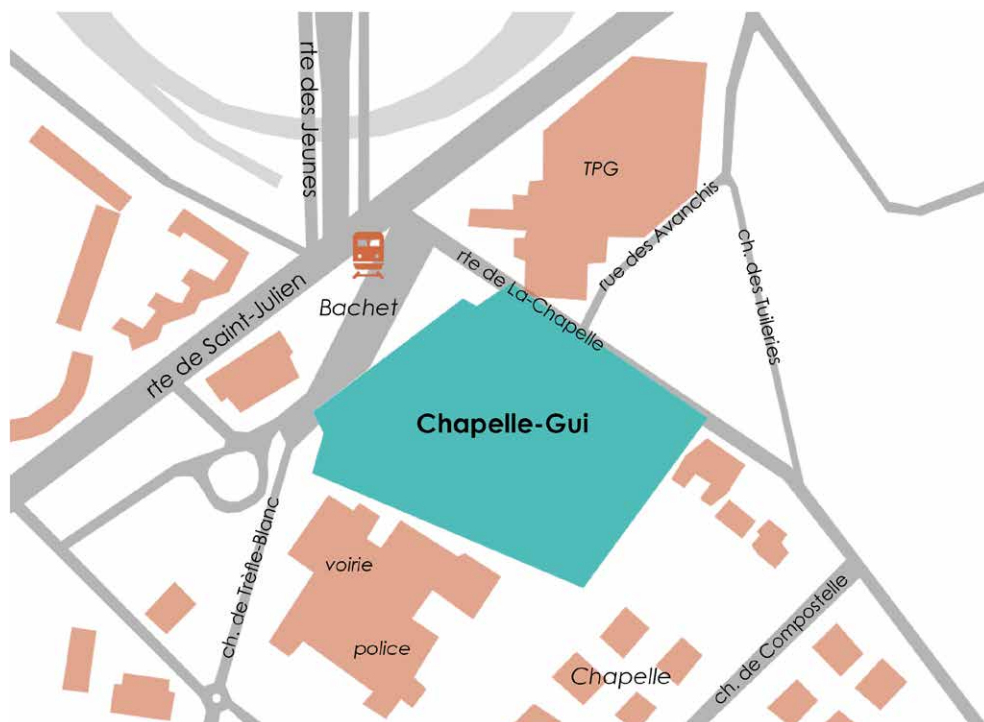 rte des Jeunes
TPG
rue des Avanchis
ch. des Tuileries
rte de La-Chapelle
Bachet
rte de Saint-Julien
Chapelle-Gui
ch. de Trèfle-Blanc
voirie
police
Chapelle
ch. de Compostelle